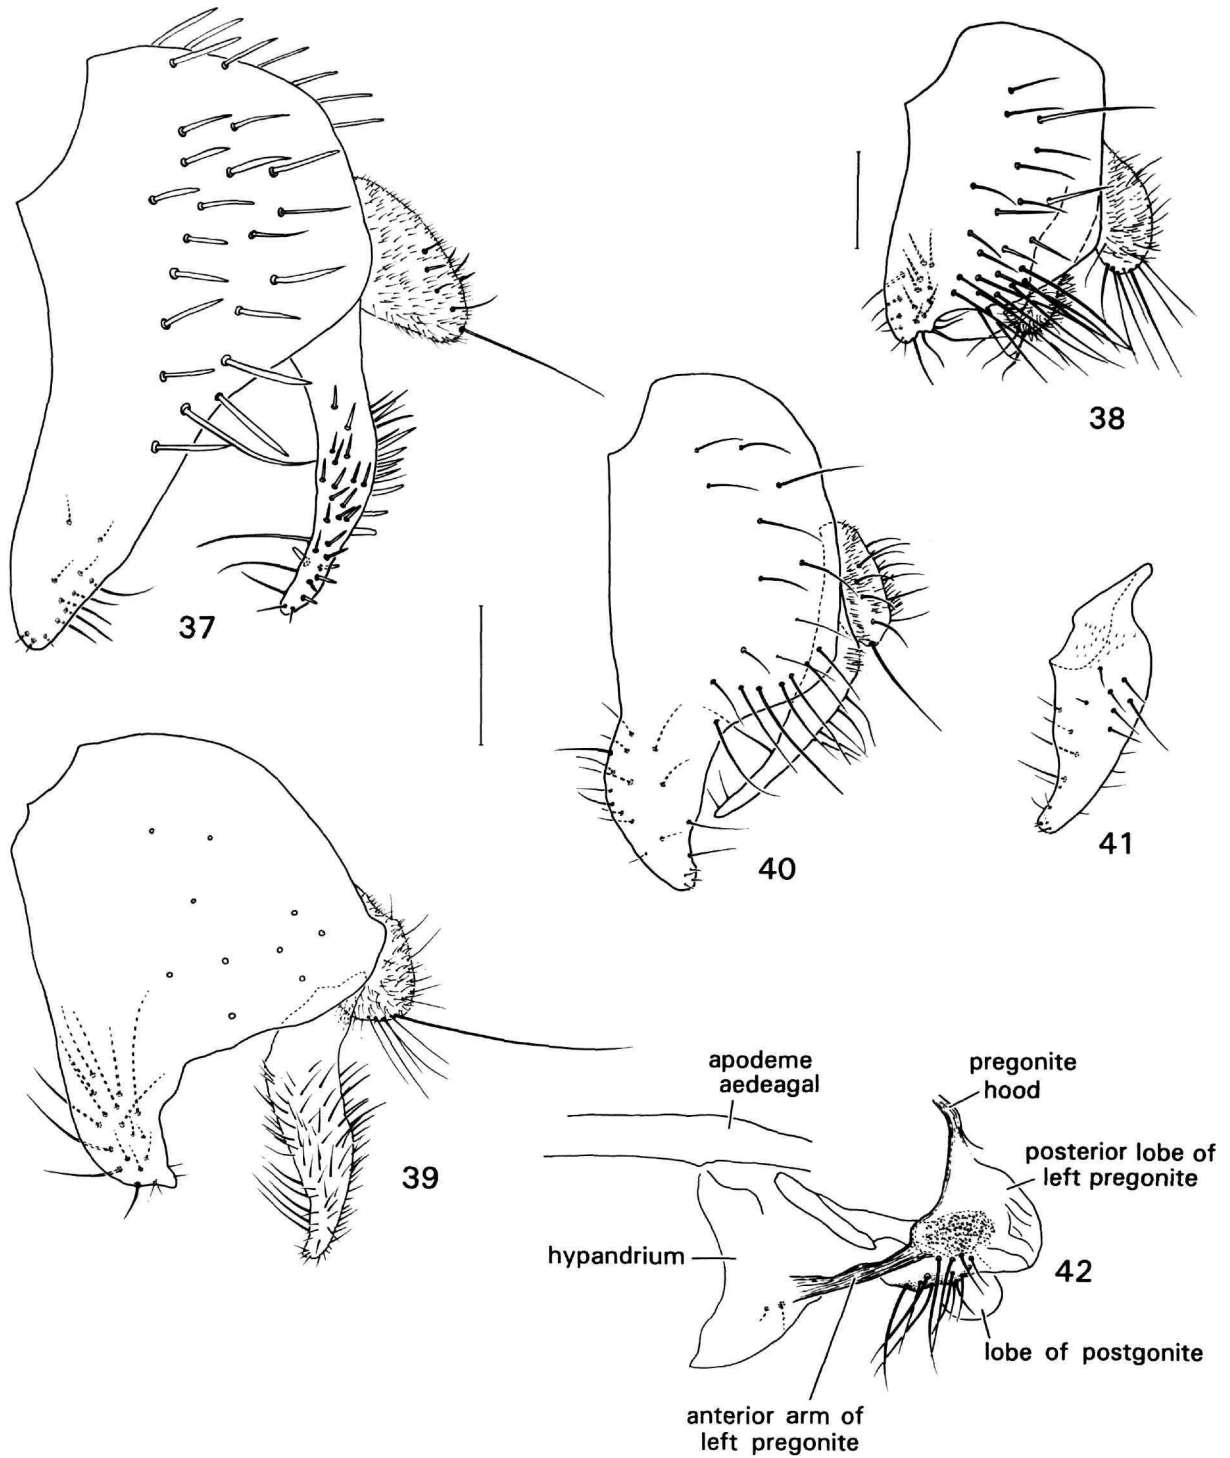 37
38
40
41
39
apodeme
aedeagal
pregonite
hood
posterior lobe of
left pregonite
hypandrium
42
lobe of postgonite
anterior arm of
left pregonite